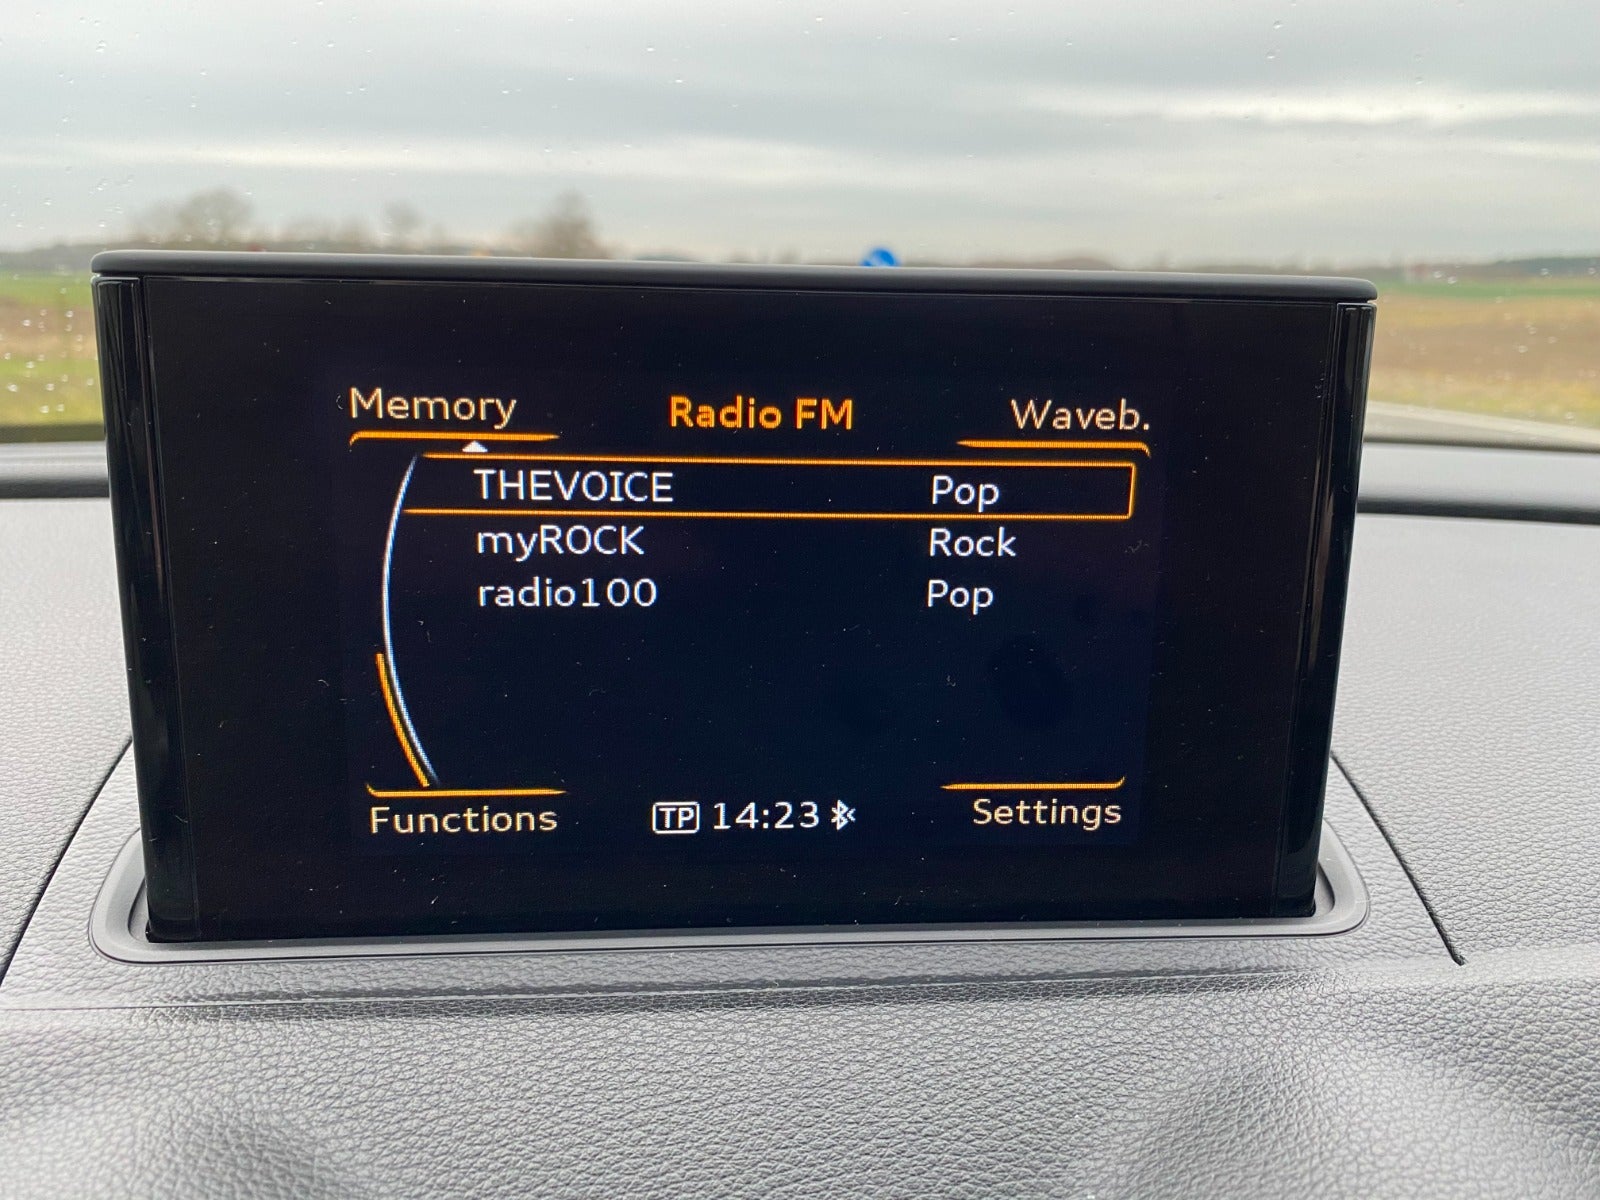 Memory Radio FM Waveb.
THEVOICE Pop
myROCK Rock
radio100 Pop
Functions TP 14:23 Settings